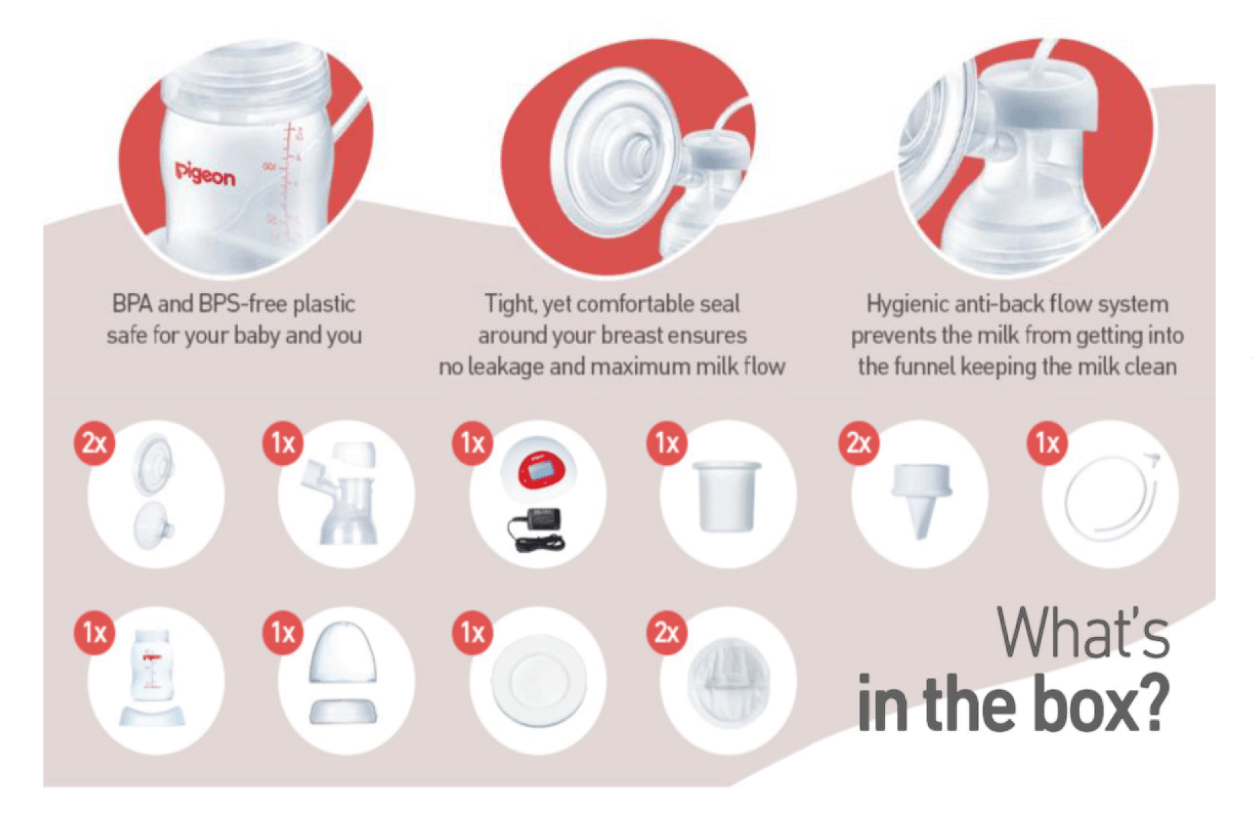 pigeon
100
BPA and BPS-free plastic
safe for your baby and you
Tight, yet comfortable seal
around your breast ensures
no leakage and maximum milk flow
Hygienic anti-back flow system
prevents the milk from getting into
the funnel keeping the milk clean
2x
1x
1x
pigeon
1x
2x
1x
1x
pigeon
1x
1x
2x
What's
in the box?